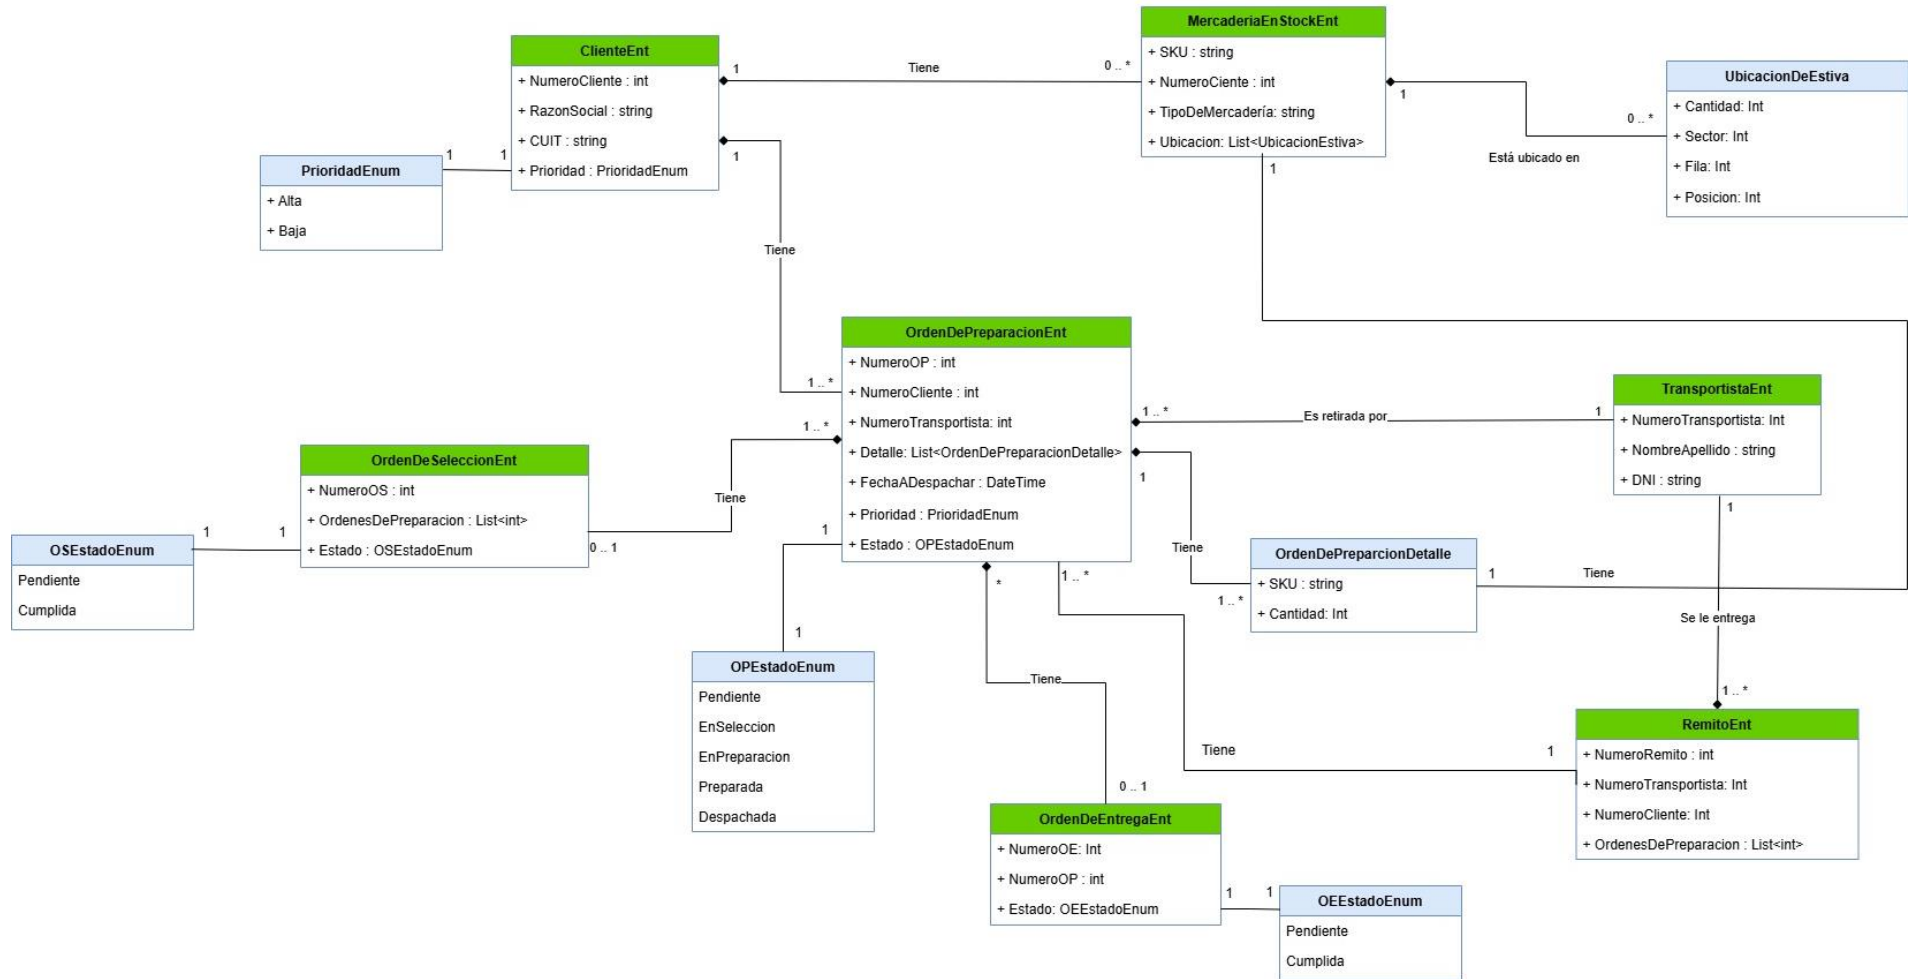 MercaderiaEnStockEnt
+ SKU : string
+ NumeroCiente : int
+ TipoDeMercadería: string
+ Ubicacion: List<UbicacionEstiva>
ClienteEnt
+ NumeroCliente : int
+ RazonSocial : string
+ CUIT : string
+ Prioridad : PrioridadEnum
1
Tiene
0 .. *
1
1
UbicacionDeEstiva
+ Cantidad: Int
+ Sector: Int
+ Fila: Int
+ Posicion: Int
1
0 .. *
Está ubicado en
PrioridadEnum
+ Alta
+ Baja
1
1
Tiene
1 .. *
OrdenDePreparacionEnt
+ NumeroOP : int
+ NumeroCliente : int
+ NumeroTransportista: int
+ Detalle: List<OrdenDePreparacionDetalle>
+ FechaADespachar : DateTime
+ Prioridad : PrioridadEnum
+ Estado : OPEstadoEnum
1 .. *
Es retirada por
1
TransportistaEnt
+ NumeroTransportista: Int
+ NombreApellido : string
+ DNI : string
1
1 .. *
Tiene
0 .. 1
OrdenDeSeleccionEnt
+ NumeroOS : int
+ OrdenesDePreparacion : List<int>
+ Estado : OSEstadoEnum
1
1
OSEstadoEnum
Pendiente
Cumplida
1
1
OPEstadoEnum
Pendiente
EnSeleccion
EnPreparacion
Preparada
Despachada
1
Tiene
1 .. *
OrdenDePreparcionDetalle
+ SKU : string
+ Cantidad: Int
1
Tiene
Se le entrega
1 .. *
*
1 .. *
Tiene
Tiene
1
0 .. 1
RemitoEnt
+ NumeroRemito : int
+ NumeroTransportista: Int
+ NumeroCliente: Int
+ OrdenesDePreparacion : List<int>
OrdenDeEntregaEnt
+ NumeroOE: Int
+ NumeroOP : int
+ Estado: OEEstadoEnum
1
1
OEEstadoEnum
Pendiente
Cumplida